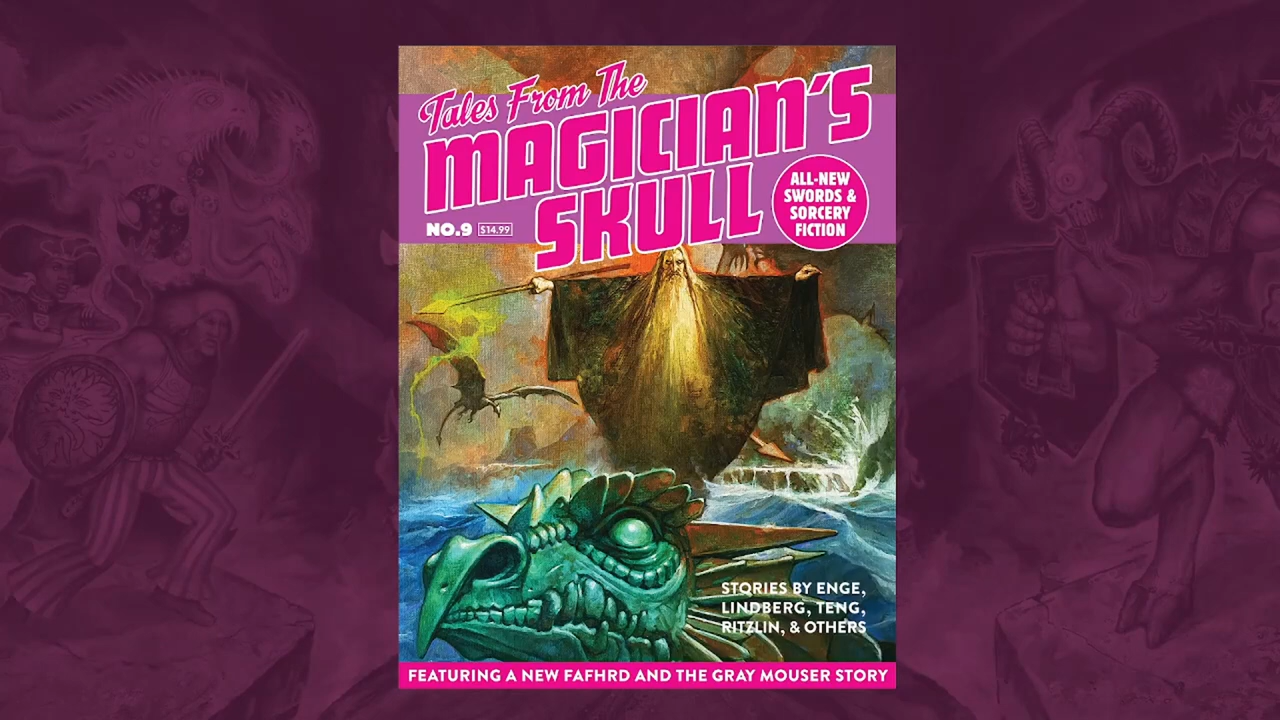 Tales From The
MAGICIAN'S
SKULL
NO.9 $14.99
ALL-NEW
SWORDS &
SORCERY
FICTION
STORIES BY ENGE,
LINDBERG, TENG,
RITZLIN, & OTHERS
FEATURING A NEW FAFHRD AND THE GRAY MOUSER STORY